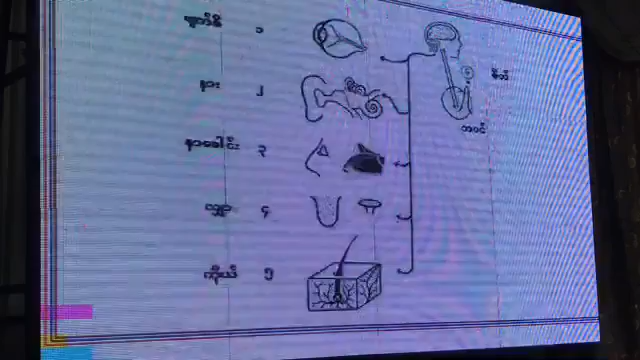 မျက်စိ ၁
နား ၂
နှာခေါင်း ၃
လျှာ ၄
ကိုယ် ၅